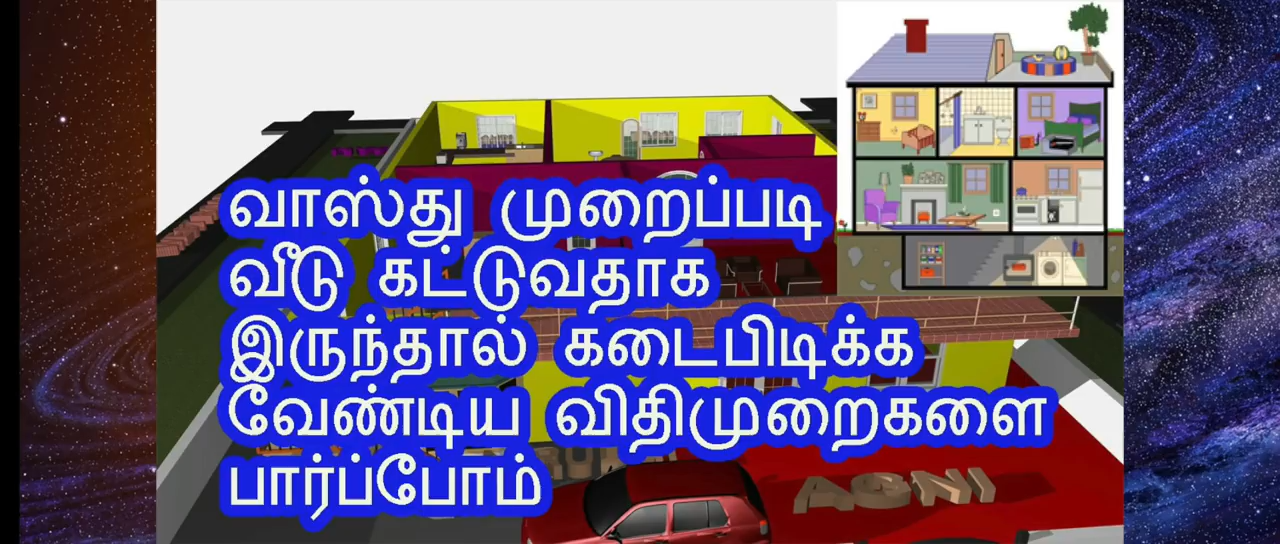 வாஸ்து முறைப்படி
வீடு கட்டுவதாக
இருந்தால் கடைபிடிக்க
வேண்டிய விதிமுறைகளை
பார்ப்போம்
AGNI